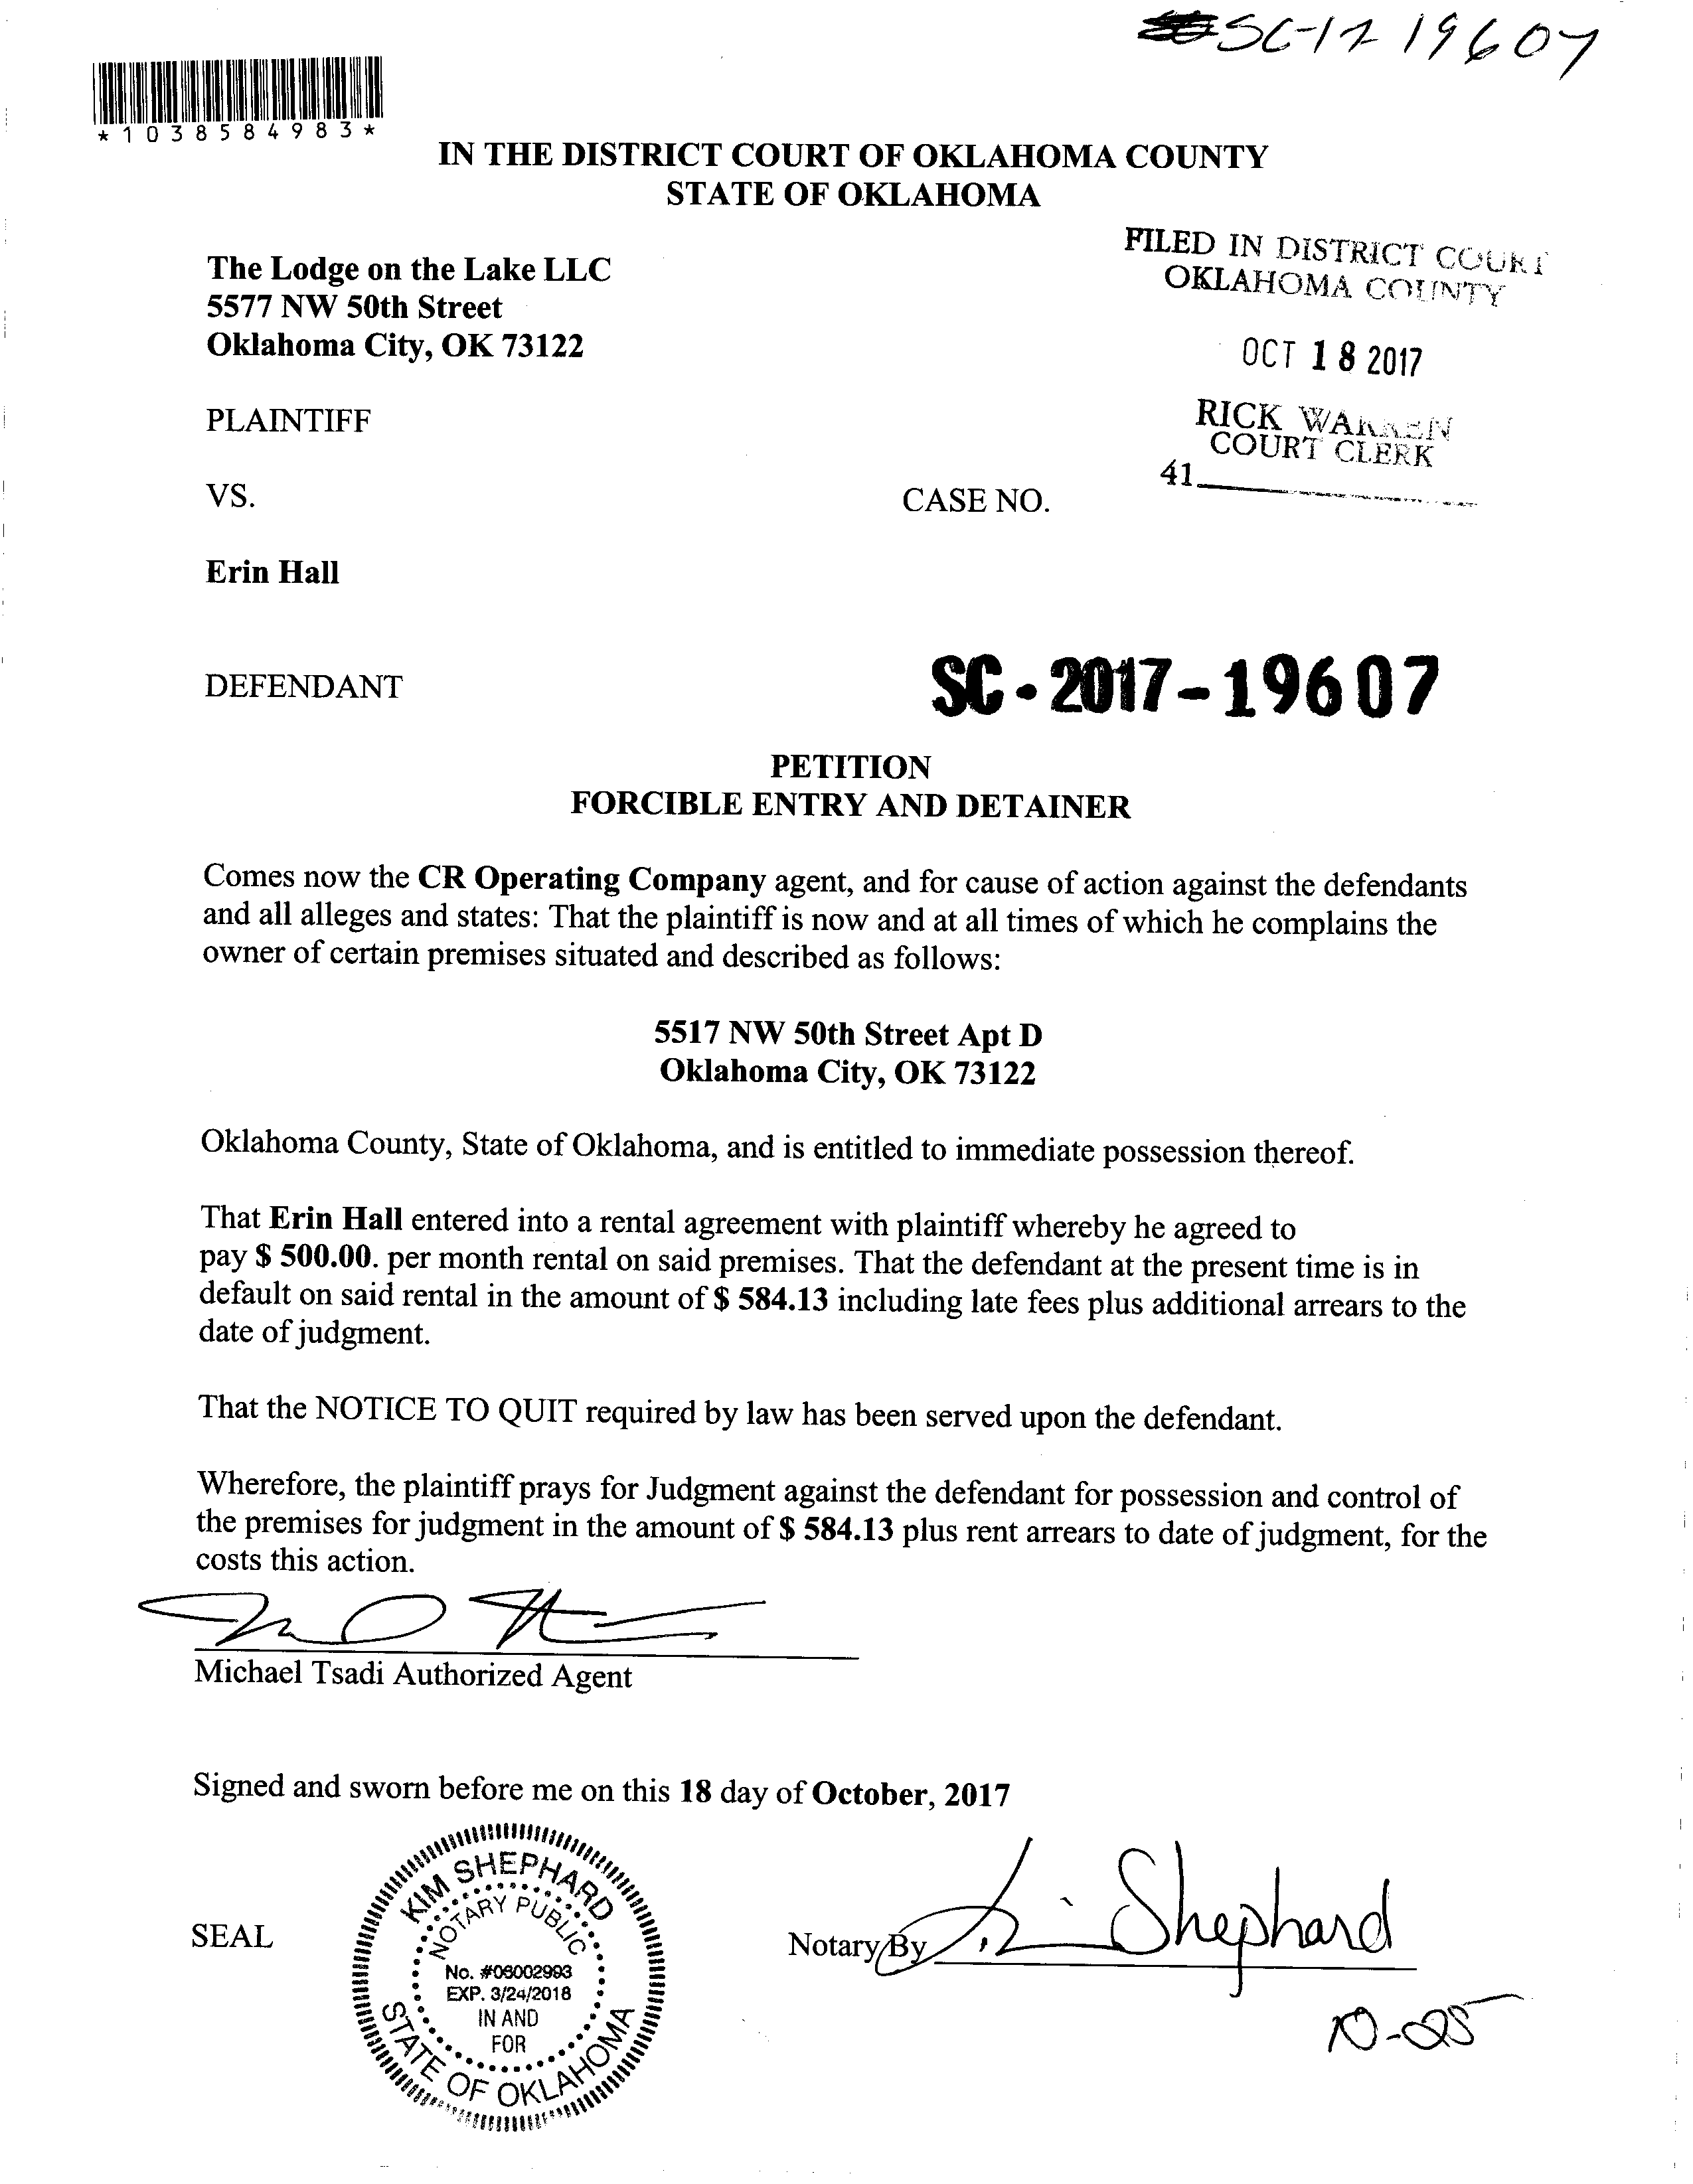 SC-17 19607
*1038584983*
IN THE DISTRICT COURT OF OKLAHOMA COUNTY
STATE OF OKLAHOMA
FILED IN DISTRICT COURT
OKLAHOMA COUNTY
The Lodge on the Lake LLC
5577 NW 50th Street
Oklahoma City, OK 73122
OCT 18 2017
PLAINTIFF
RICK WARREN
COURT CLERK
41
VS.
CASE NO.
Erin Hall
DEFENDANT
SC-2017-19607
PETITION
FORCIBLE ENTRY AND DETAINER
Comes now the CR Operating Company agent, and for cause of action against the defendants
and all alleges and states: That the plaintiff is now and at all times of which he complains the
owner of certain premises situated and described as follows:
5517 NW 50th Street Apt D
Oklahoma City, OK 73122
Oklahoma County, State of Oklahoma, and is entitled to immediate possession thereof.
That Erin Hall entered into a rental agreement with plaintiff whereby he agreed to
pay $ 500.00. per month rental on said premises. That the defendant at the present time is in
default on said rental in the amount of $ 584.13 including late fees plus additional arrears to the
date of judgment.
That the NOTICE TO QUIT required by law has been served upon the defendant.
Wherefore, the plaintiff prays for Judgment against the defendant for possession and control of
the premises for judgment in the amount of $ 584.13 plus rent arrears to date of judgment, for the
costs this action.
Michael Tsadi Authorized Agent
Signed and sworn before me on this 18 day of October, 2017
SEAL
KIM SHEPHARD
NOTARY PUBLIC
No. #06002993
EXP. 3/24/2018
IN AND
FOR
STATE OF OKLAHOMA
Notary By Kim Shephard
10-25